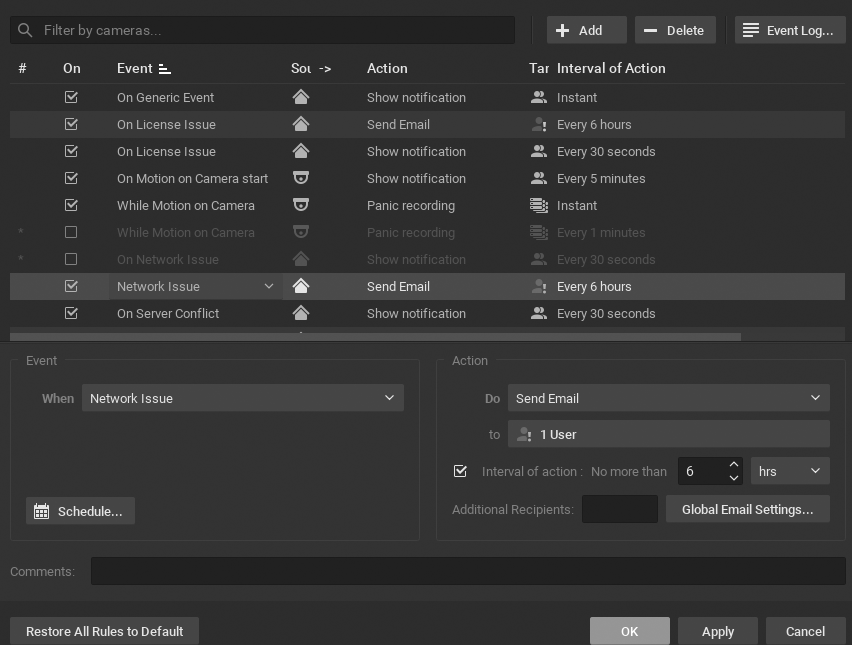 Filter by cameras...
Add
Delete
Event Log...
# On Event Sou -> Action Tar Interval of Action
On Generic Event Show notification Instant
On License Issue Send Email Every 6 hours
On License Issue Show notification Every 30 seconds
On Motion on Camera start Show notification Every 5 minutes
While Motion on Camera Panic recording Instant
* While Motion on Camera Panic recording Every 1 minutes
* On Network Issue Show notification Every 30 seconds
Network Issue Send Email Every 6 hours
On Server Conflict Show notification Every 30 seconds
Event
When Network Issue
Schedule...
Action
Do Send Email
to 1 User
Interval of action : No more than 6 hrs
Additional Recipients: Global Email Settings...
Comments:
Restore All Rules to Default
OK
Apply
Cancel